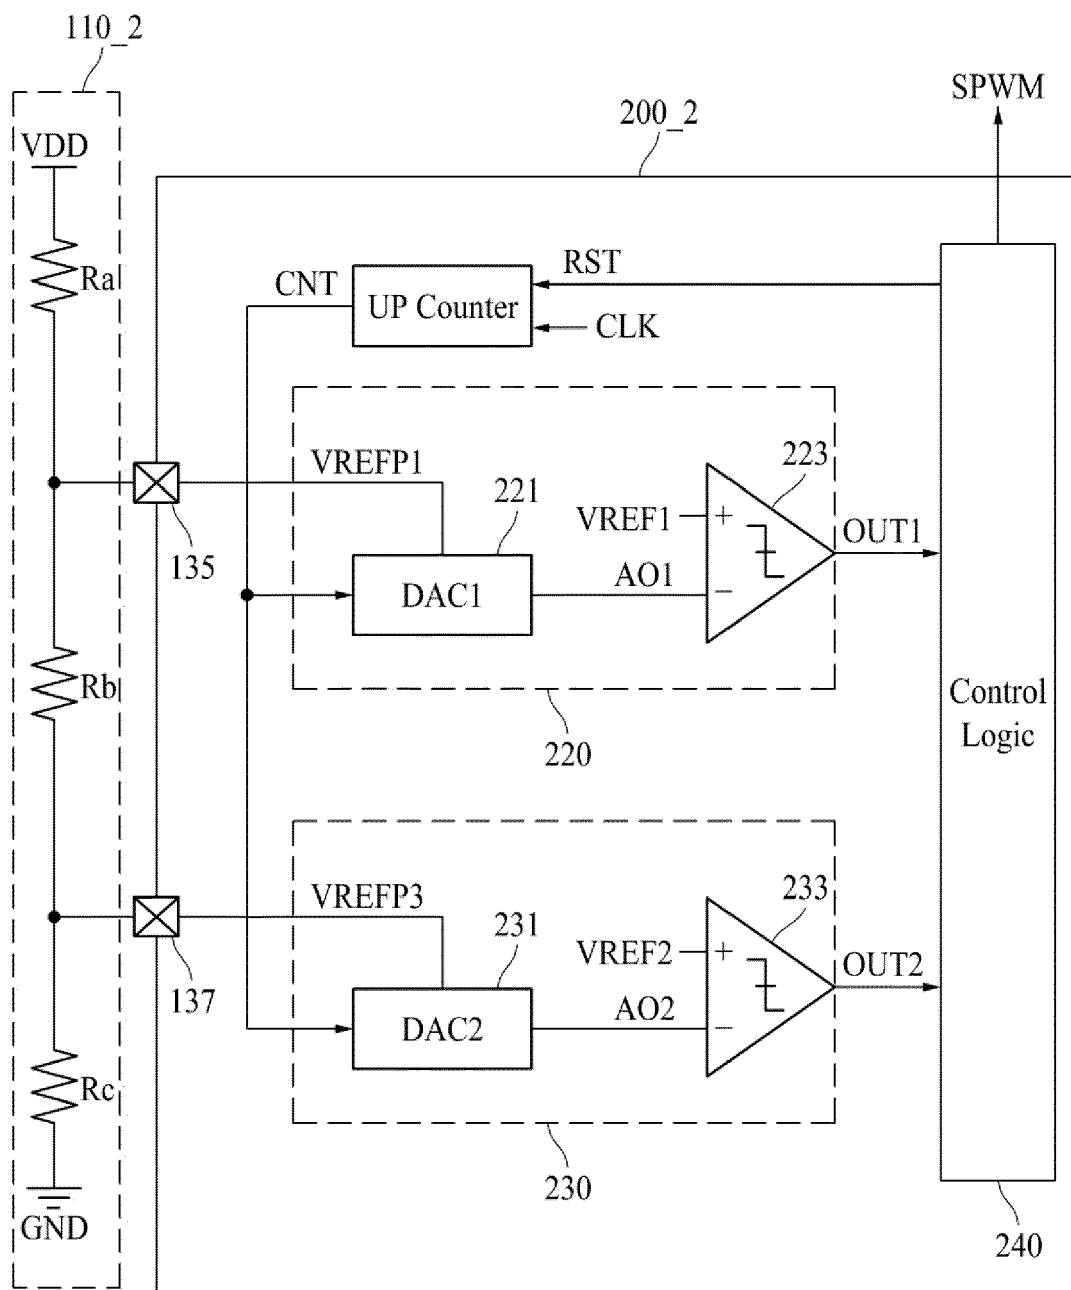 110_2
SPWM
200_2
VDD
RST
CNT
UP Counter
CLK
Ra
VREFP1
221
223
VREF1
+
OUT1
135
DAC1
AO1
−
Rb
Control
Logic
220
VREFP3
231
233
VREF2
+
OUT2
137
DAC2
AO2
−
Rc
230
GND
240